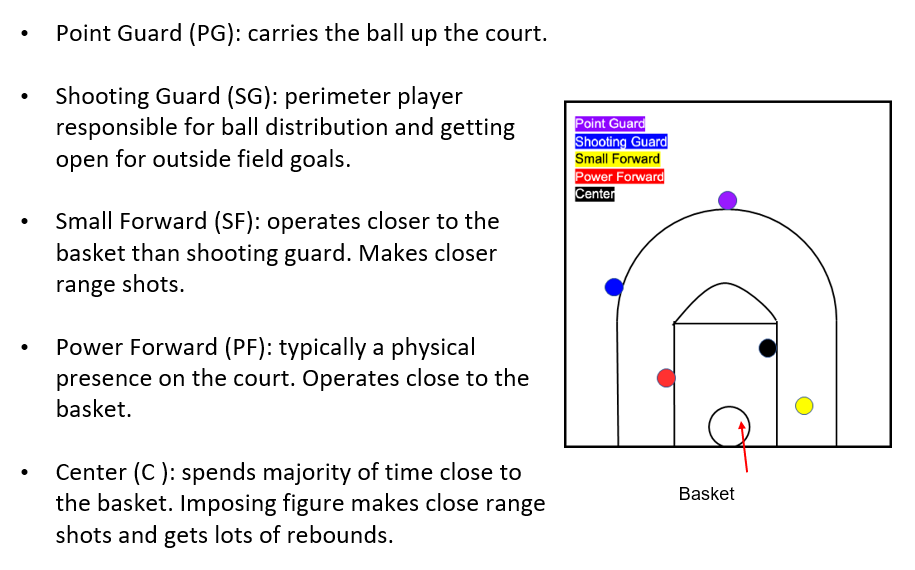 • Point Guard (PG): carries the ball up the court.
• Shooting Guard (SG): perimeter player
responsible for ball distribution and getting
open for outside field goals.
• Small Forward (SF): operates closer to the
basket than shooting guard. Makes closer
range shots.
• Power Forward (PF): typically a physical
presence on the court. Operates close to the
basket.
• Center (C ): spends majority of time close to
the basket. Imposing figure makes close range
shots and gets lots of rebounds.
Point Guard
Shooting Guard
Small Forward
Power Forward
Center
Basket